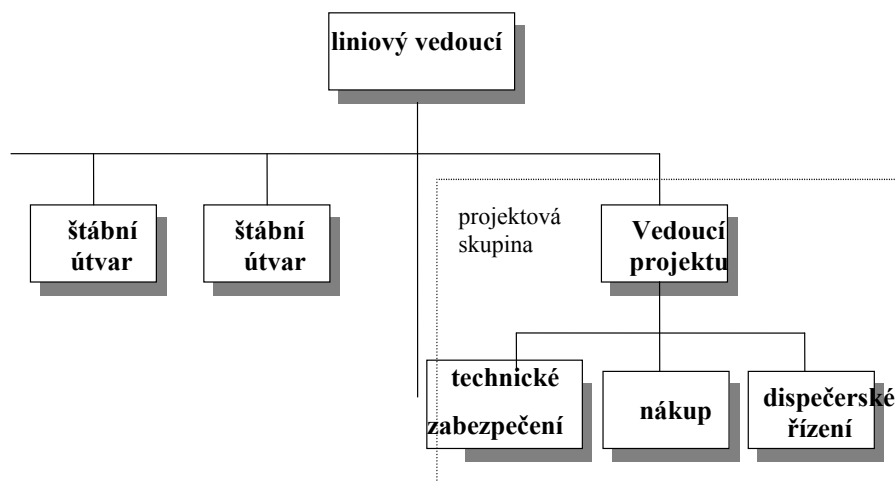 liniový vedoucí
štábní
útvar
štábní
útvar
projektová
skupina
Vedoucí
projektu
technické
zabezpečení
nákup
dispečerské
řízení